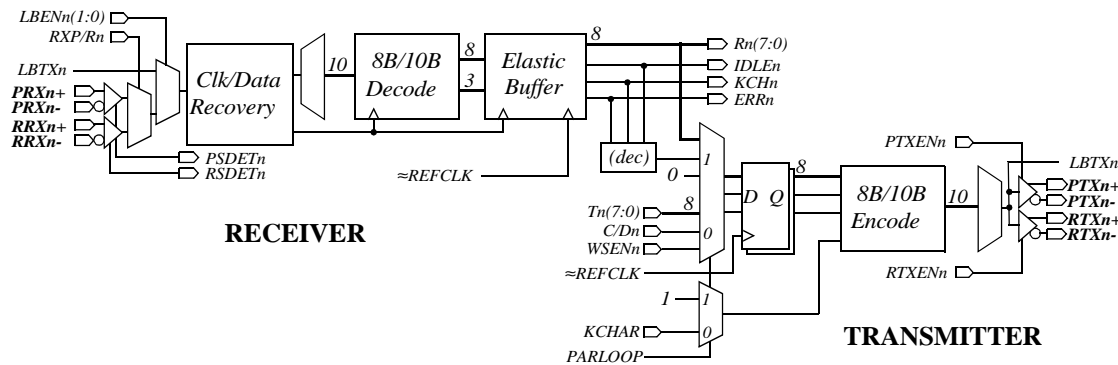 LBENn(1:0)
RXP/Rn
LBTXn
PRXn+
PRXn-
RRXn+
RRXn-
Clk/Data
Recovery
10
8B/10B
Decode
8
3
Elastic
Buffer
8
Rn(7:0)
IDLEn
KCHn
ERRn
PSDETn
RSDETn
≈REFCLK
(dec)
RECEIVER
1
0
8
Tn(7:0)
C/Dn
WSENn
0
≈REFCLK
D Q
8
8B/10B
Encode
10
PTXENn
LBTXn
PTXn+
PTXn-
RTXn+
RTXn-
RTXENn
1
1
KCHAR
0
PARLOOP
TRANSMITTER